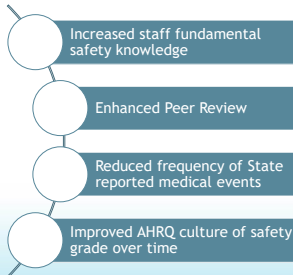 Increased staff fundamental
safety knowledge
Enhanced Peer Review
Reduced frequency of State
reported medical events
Improved AHRQ culture of safety
grade over time